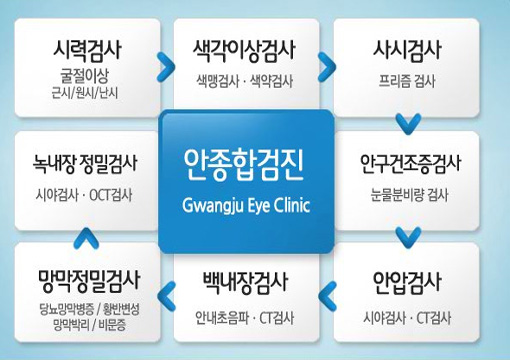 시력검사
굴절이상
근시/원시/난시
색각이상검사
색맹검사 · 색약검사
사시검사
프리즘 검사
녹내장 정밀검사
시야검사 · OCT검사
안종합검진
Gwangju Eye Clinic
안구건조증검사
눈물분비량 검사
망막정밀검사
당뇨망막병증 / 황반변성
망막박리 / 비문증
백내장검사
안내초음파 · CT검사
안압검사
시야검사 · CT검사